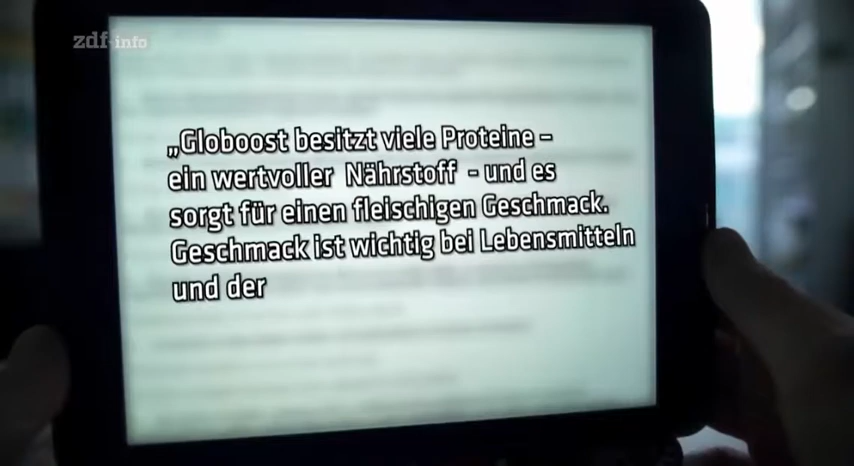 zdf-info
„Globoost besitzt viele Proteine –
ein wertvoller Nährstoff - und es
sorgt für einen fleischigen Geschmack.
Geschmack ist wichtig bei Lebensmitteln
und der